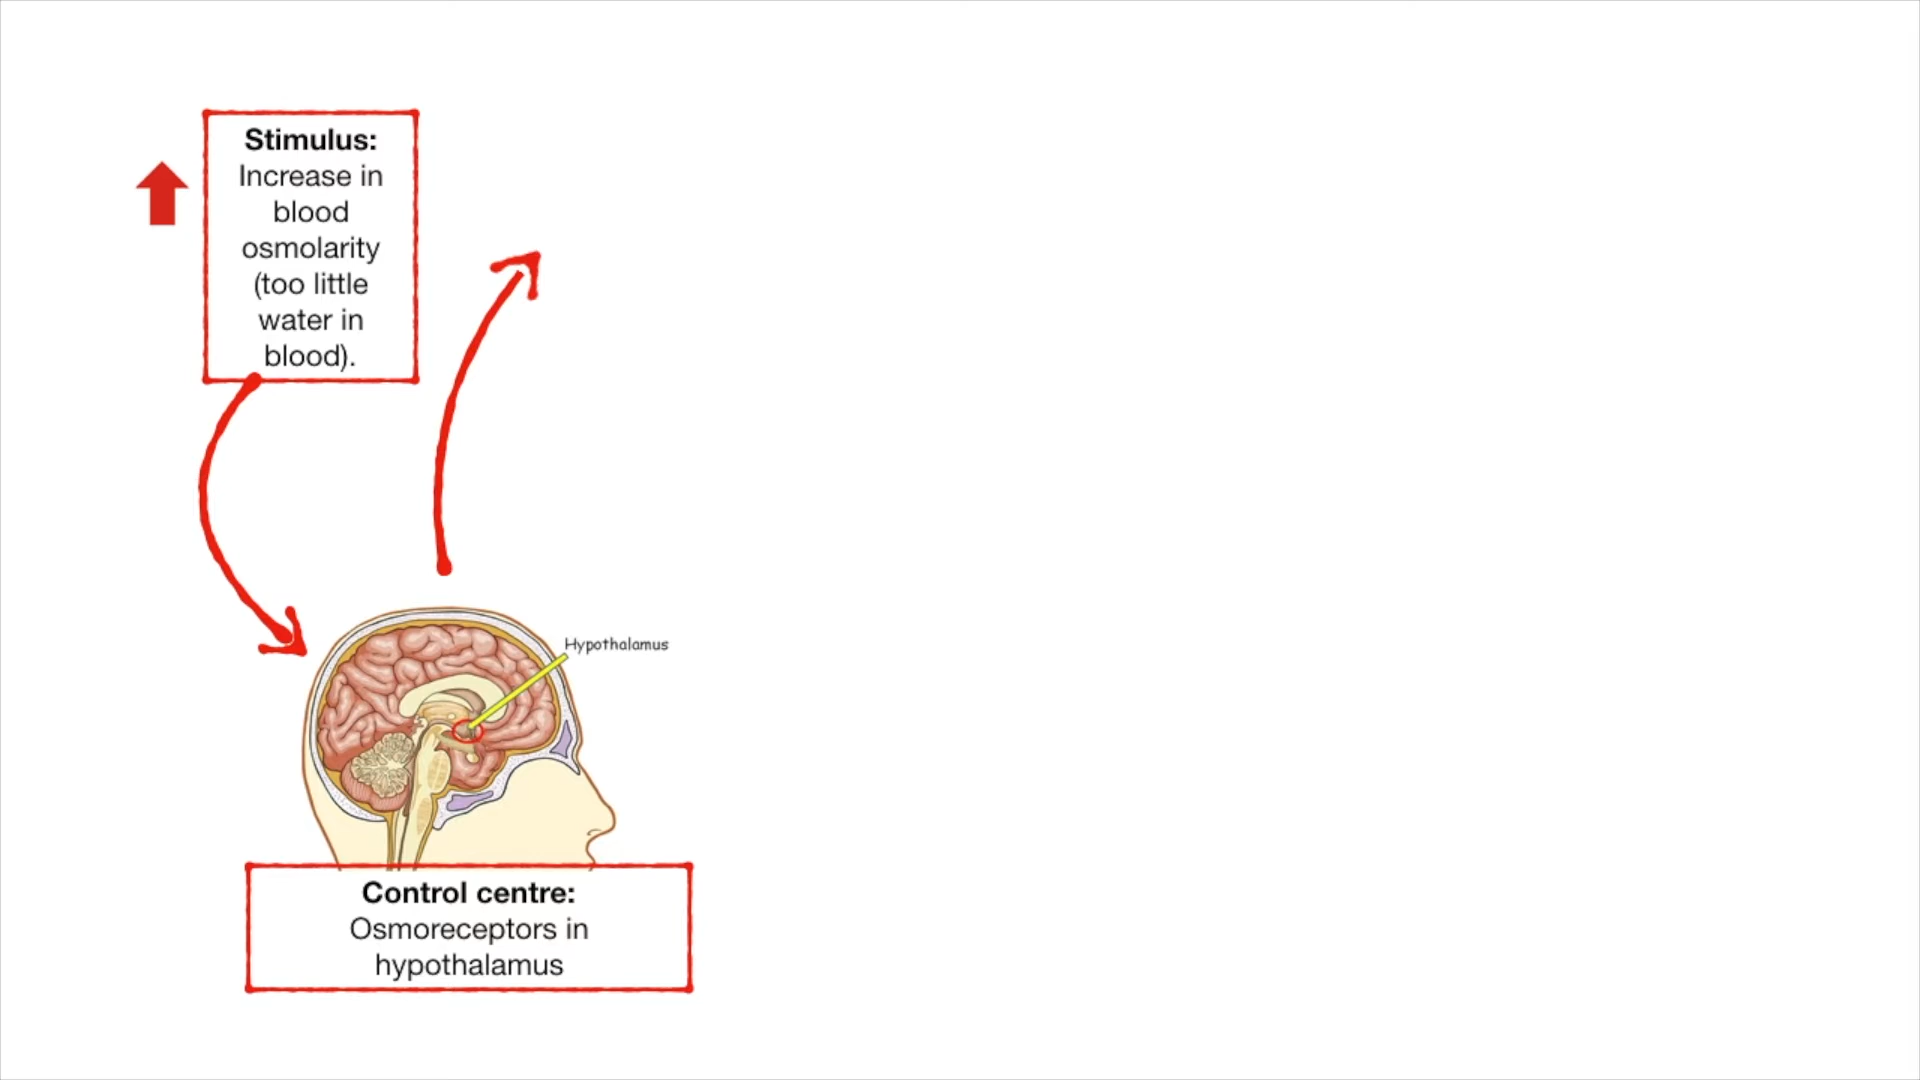 Stimulus:
Increase in
blood
osmolarity
(too little
water in
blood).
Hypothalamus
Control centre:
Osmoreceptors in
hypothalamus